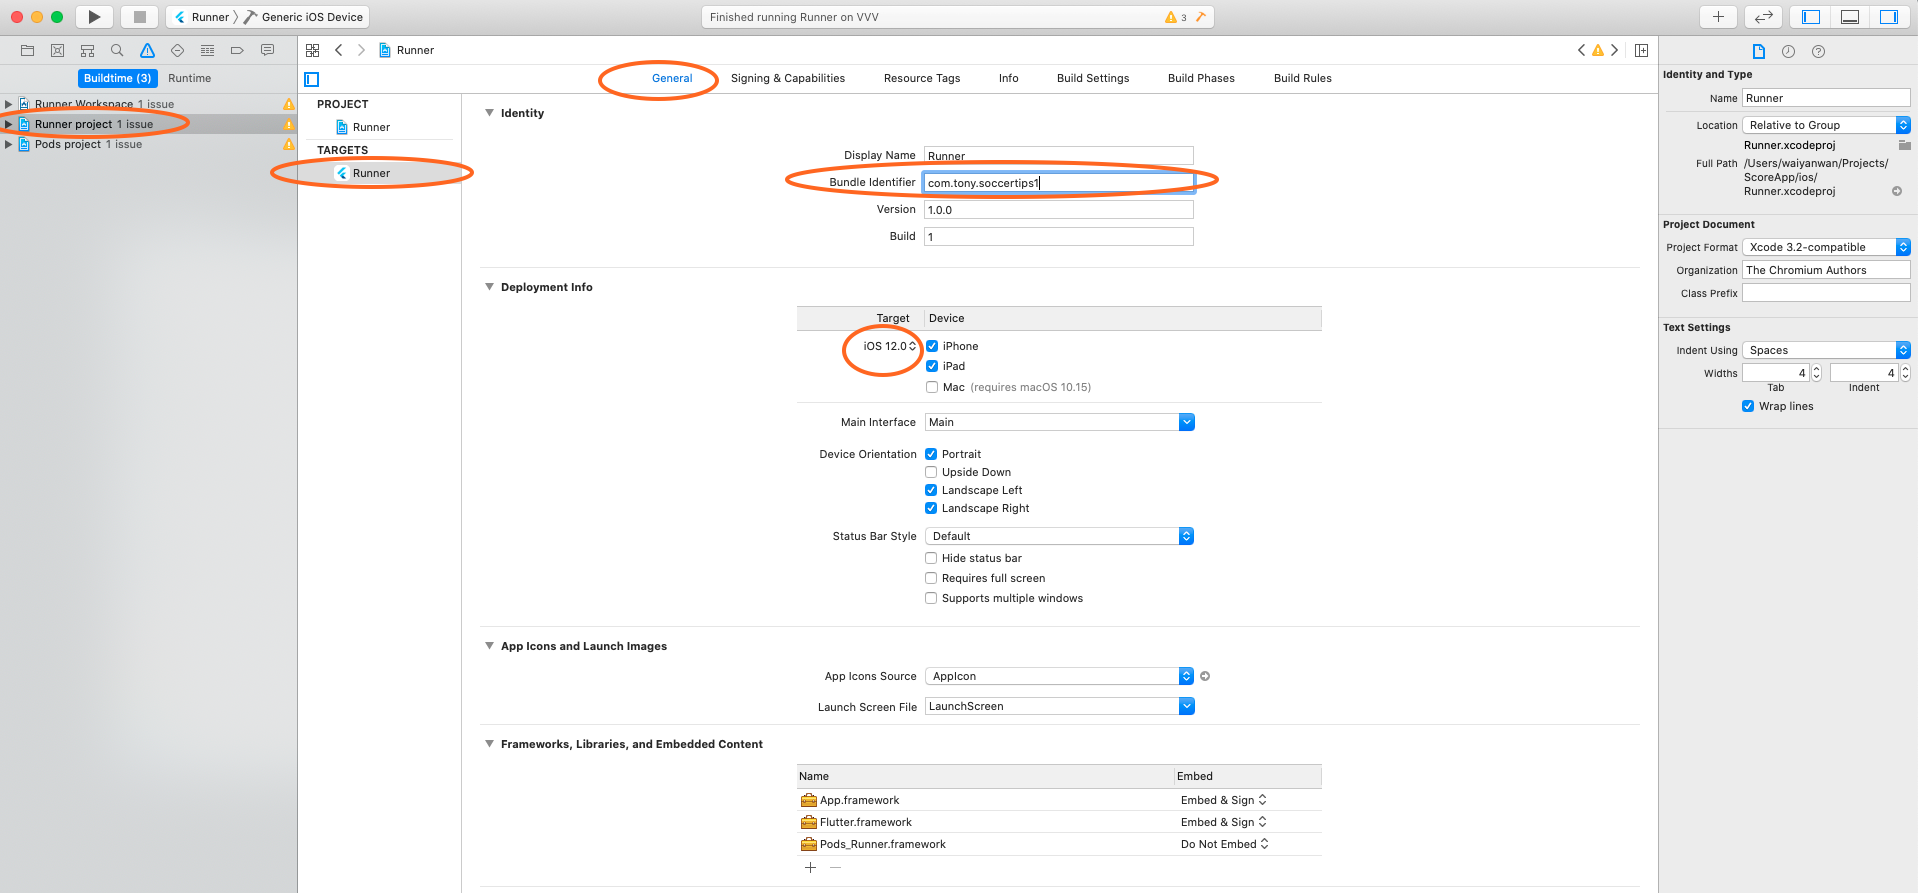 Runner 〉 Generic iOS Device
Finished running Runner on VVV
3
Runner
Buildtime (3)
Runtime
Runner Workspace 1 issue
Runner project 1 issue
Pods project 1 issue
General
Signing & Capabilities
Resource Tags
Info
Build Settings
Build Phases
Build Rules
PROJECT
Runner
TARGETS
Runner
Identity
Display Name Runner
Bundle Identifier com.tony.soccertips1
Version 1.0.0
Build 1
Deployment Info
Target Device
iOS 12.0 iPhone
iPad
Mac (requires macOS 10.15)
Main Interface Main
Device Orientation Portrait
Upside Down
Landscape Left
Landscape Right
Status Bar Style Default
Hide status bar
Requires full screen
Supports multiple windows
App Icons and Launch Images
App Icons Source AppIcon
Launch Screen File LaunchScreen
Frameworks, Libraries, and Embedded Content
Name Embed
App.framework Embed & Sign
Flutter.framework Embed & Sign
Pods_Runner.framework Do Not Embed
Identity and Type
Name Runner
Location Relative to Group
Runner.xcodeproj
Full Path /Users/waiyanwan/Projects/
ScoreApp/ios/
Runner.xcodeproj
Project Document
Project Format Xcode 3.2-compatible
Organization The Chromium Authors
Class Prefix
Text Settings
Indent Using Spaces
Widths 4 4
Tab Indent
Wrap lines